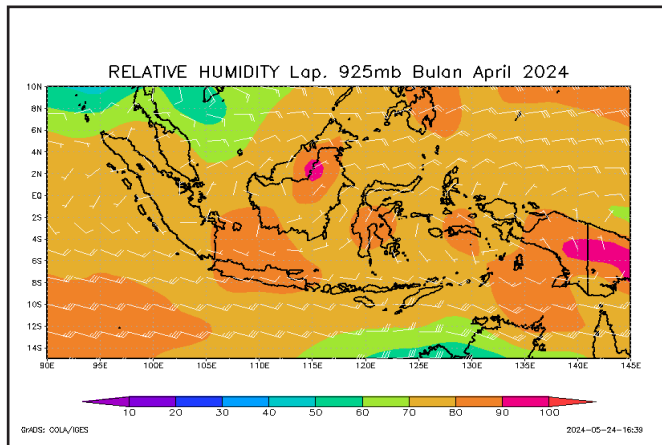 RELATIVE HUMIDITY Lap. 925mb Bulan April 2024
10N
8N
6N
4N
2N
EQ
2S
4S
6S
8S
10S
12S
14S
90E 95E 100E 105E 110E 115E 120E 125E 130E 135E 140E 145E
10 20 30 40 50 60 70 80 90 100
GrADS: COLA/IGES 2024-05-24-16:39